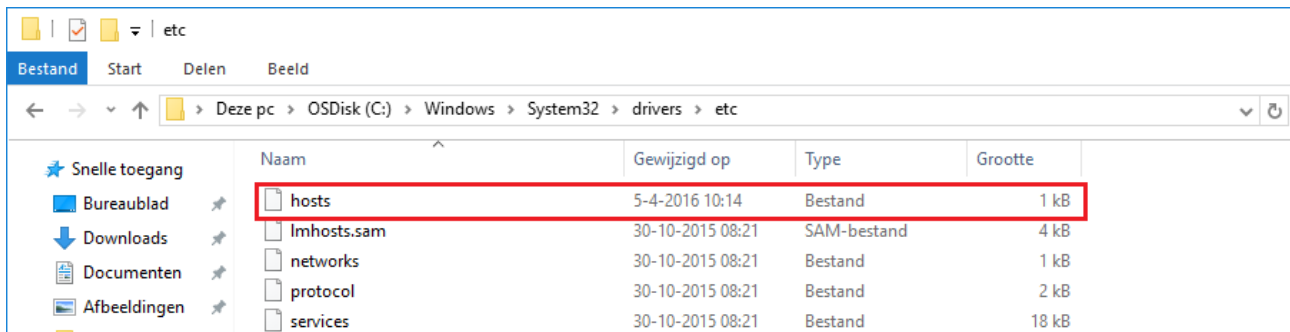 etc
Bestand Start Delen Beeld
Deze pc > OSDisk (C:) > Windows > System32 > drivers > etc
Naam Gewijzigd op Type Grootte
Snelle toegang
hosts 5-4-2016 10:14 Bestand 1 kB
Bureaublad
lmhosts.sam 30-10-2015 08:21 SAM-bestand 4 kB
Downloads
networks 30-10-2015 08:21 Bestand 1 kB
Documenten
protocol 30-10-2015 08:21 Bestand 2 kB
Afbeeldingen
services 30-10-2015 08:21 Bestand 18 kB